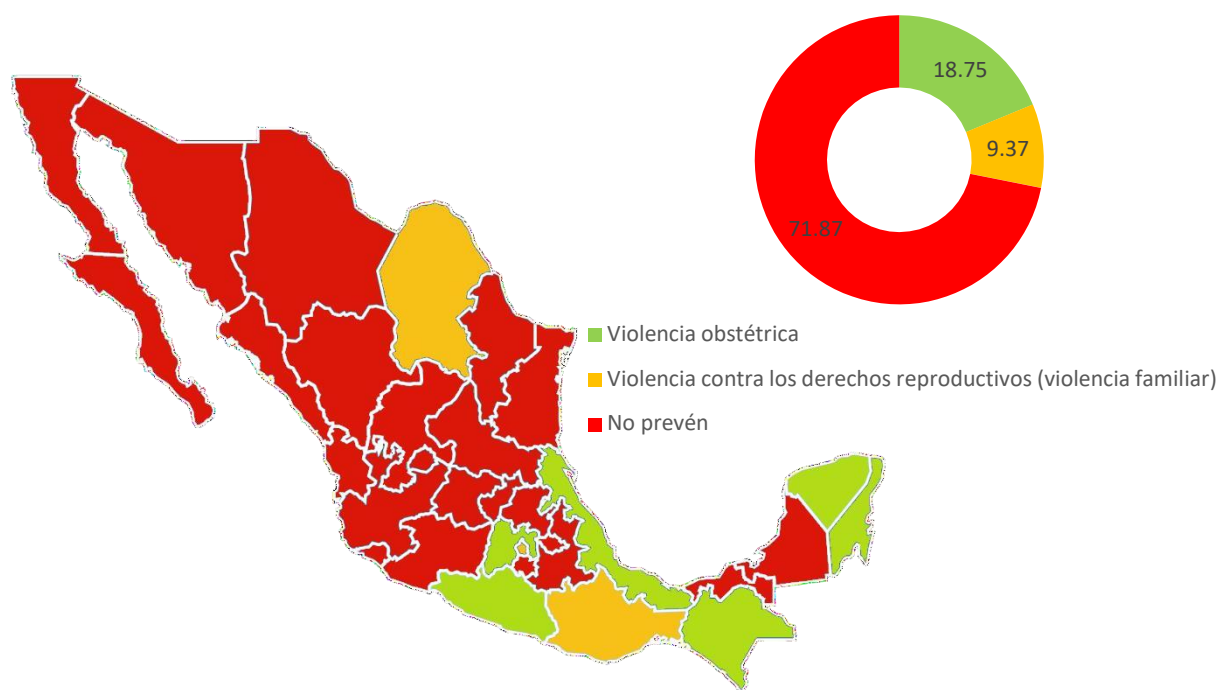 18.75
9.37
71.87
Violencia obstétrica
Violencia contra los derechos reproductivos (violencia familiar)
No prevén